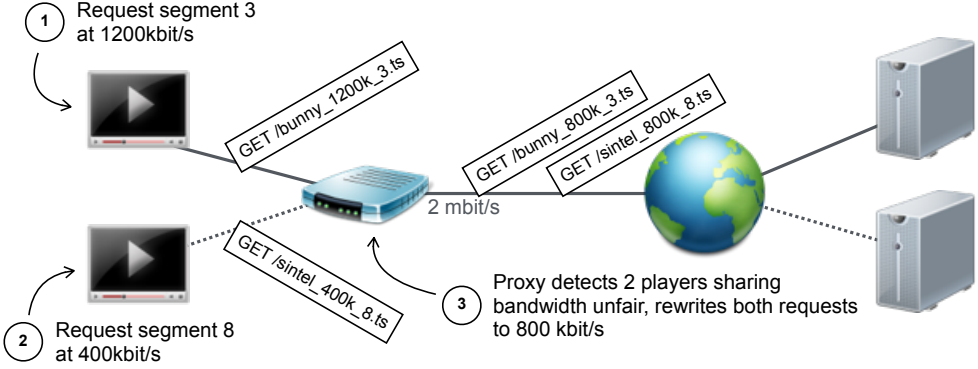 1
Request segment 3
at 1200kbit/s
GET /bunny_1200k_3.ts
GET /bunny_800k_3.ts
GET /sintel_800k_8.ts
2 mbit/s
GET /sintel_400k_8.ts
2
Request segment 8
at 400kbit/s
3
Proxy detects 2 players sharing
bandwidth unfair, rewrites both requests
to 800 kbit/s